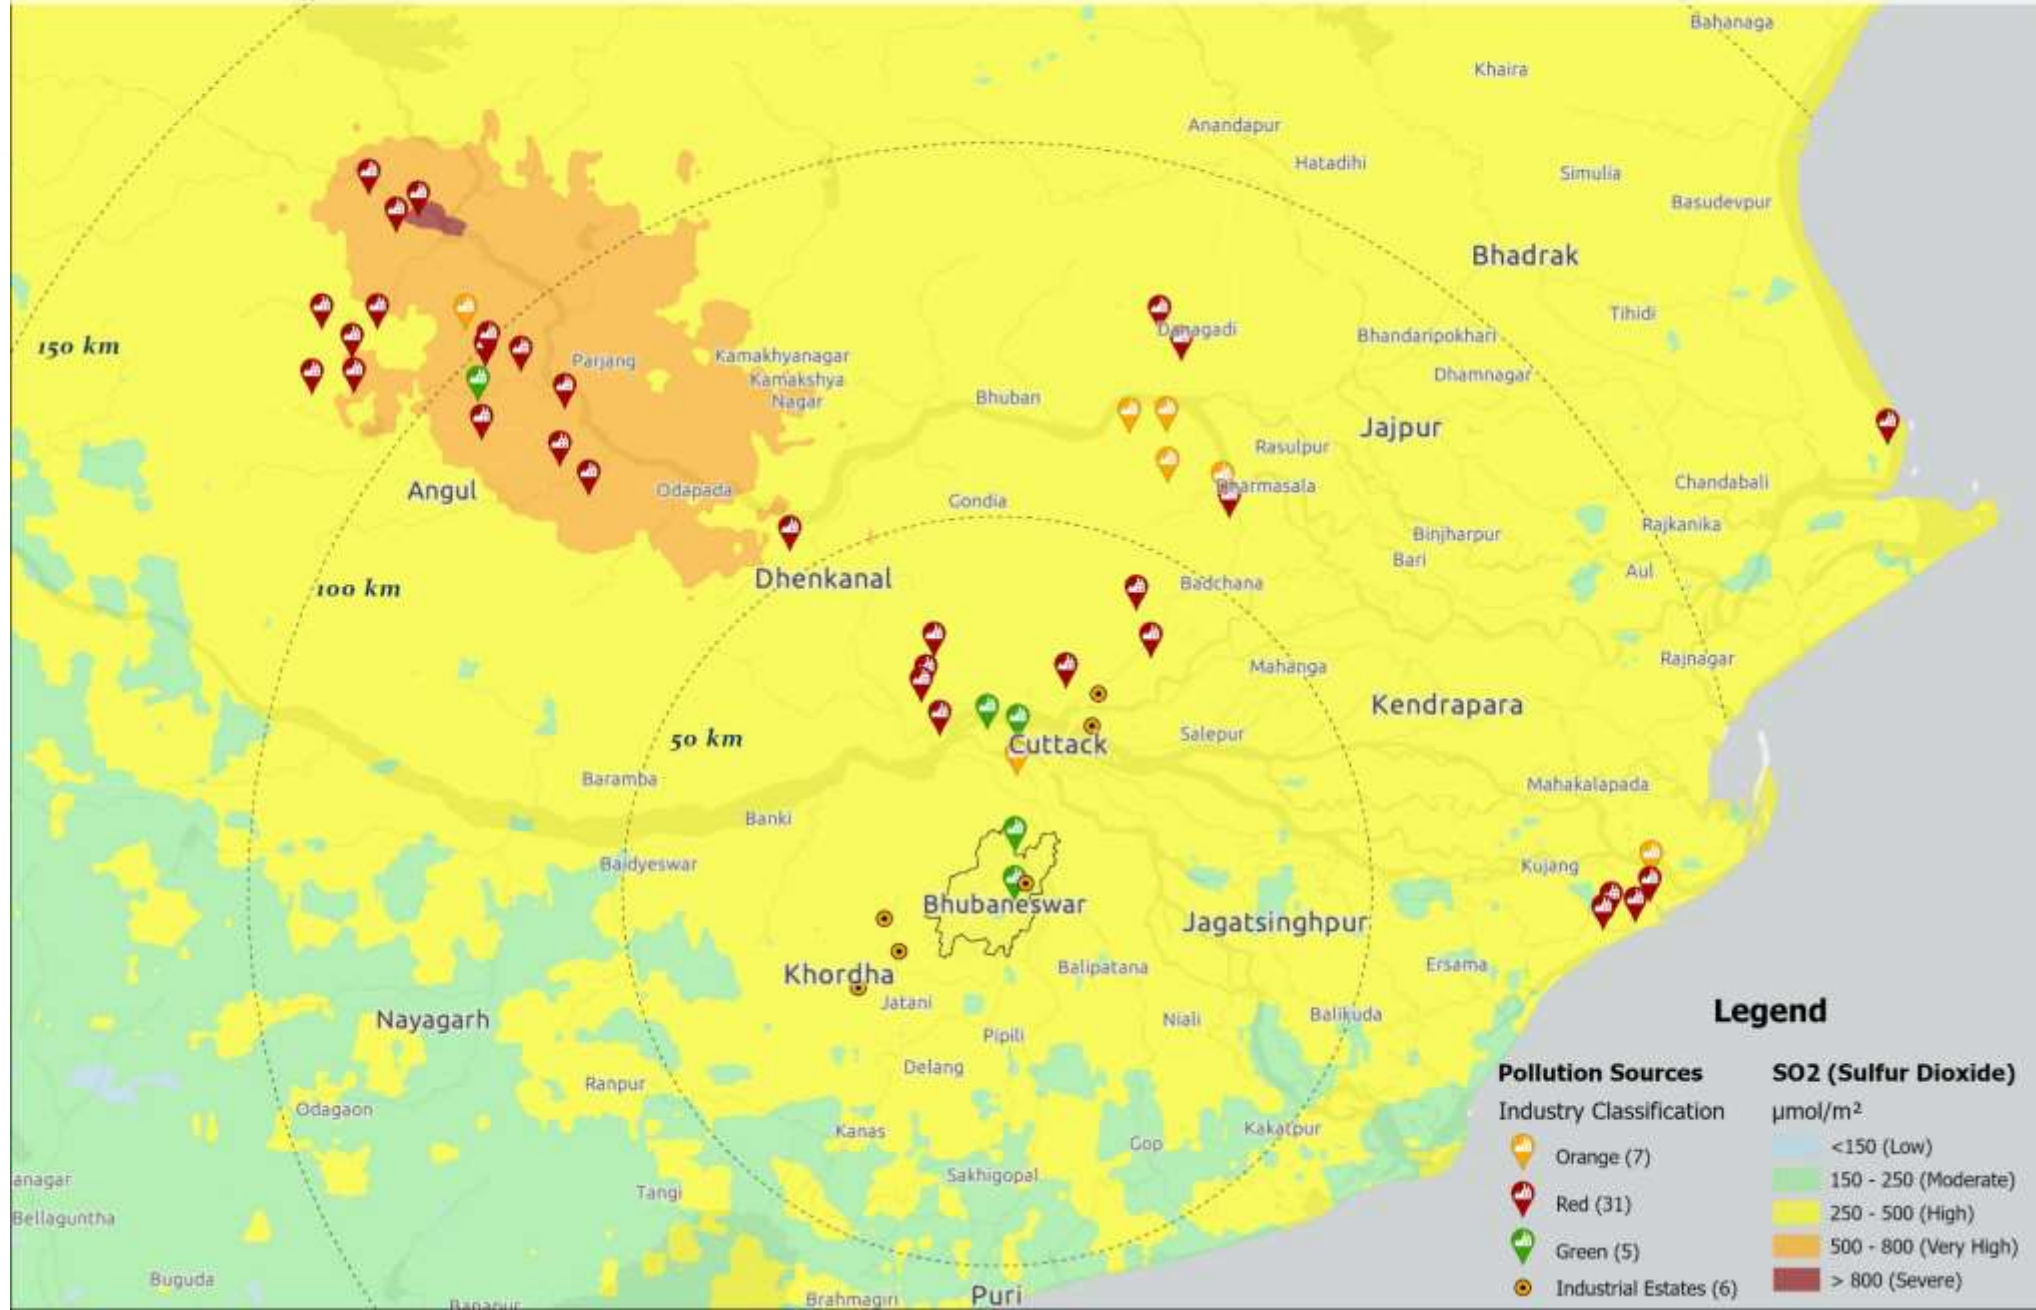 Bahanaga
Khaira
Anandapur
Hatadihi
Simulia
Basudevpur
Bhadrak
Tihidi
150 km
Danagadi
Bhandaripokhari
Parjang
Kamakhyanagar
Kamakshya
Nagar
Dhamnagar
Bhuban
Jajpur
Rasulpur
Angul
Odapada
Gondia
Dharmasala
Chandabali
Rajkanika
Binjharpur
Bari
Aul
100 km
Dhenkanal
Badchana
Mahanga
Rajnagar
Kendrapara
50 km
Cuttack
Salepur
Baramba
Mahakalapada
Banki
Baidyeswar
Kujang
Bhubaneswar
Jagatsinghpur
Khordha
Balipatana
Ersama
Jatani
Nayagarh
Pipili
Niali
Balikuda
Delang
Ranpur
Odagaon
Kanas
Gop
Kakatpur
Sakhigopal
anagar
Tangi
Bellaguntha
Buguda
Puri
Brahmagiri
Banapur
Legend
Pollution Sources
Industry Classification
Orange (7)
Red (31)
Green (5)
Industrial Estates (6)
SO2 (Sulfur Dioxide)
µmol/m²
<150 (Low)
150 - 250 (Moderate)
250 - 500 (High)
500 - 800 (Very High)
> 800 (Severe)